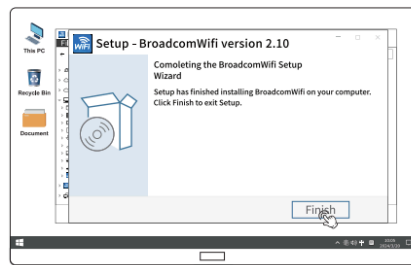 This PC
Recycle Bin
Document
WiFi
Setup - BroadcomWifi version 2.10
Comoleting the BroadcomWifi Setup
Wizard
Setup has finished installing BroadcomWifi on your computer.
Click Finish to exit Setup.
Finish